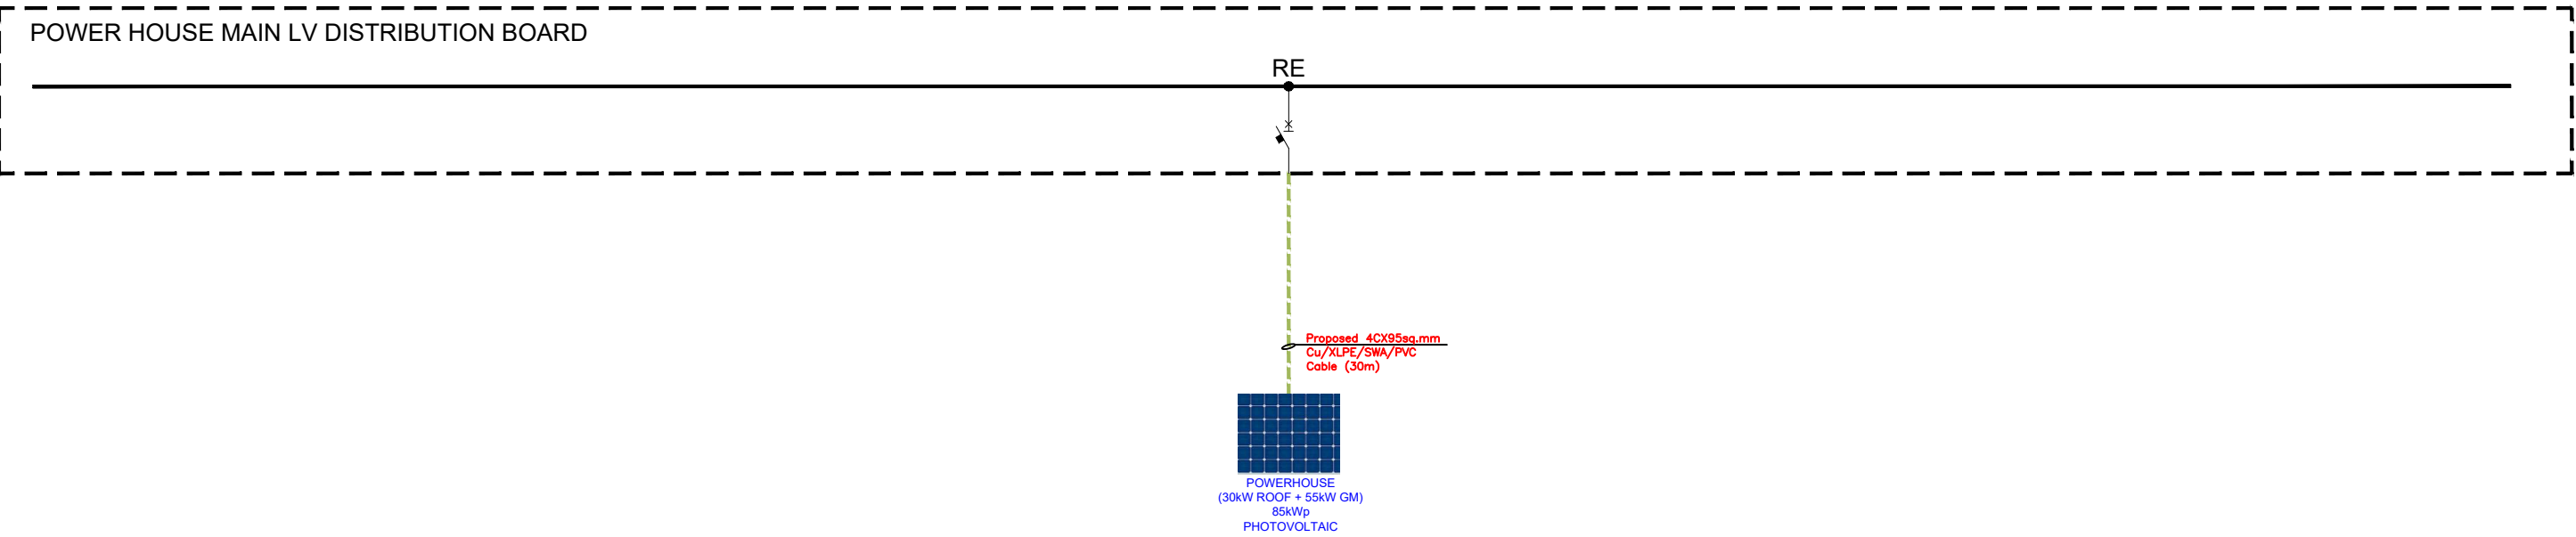 POWER HOUSE MAIN LV DISTRIBUTION BOARD
RE
Proposed 4CX95sq.mm
Cu/XLPE/SWA/PVC
Cable (30m)
POWERHOUSE
(30kW ROOF + 55kW GM)
85kWp
PHOTOVOLTAIC